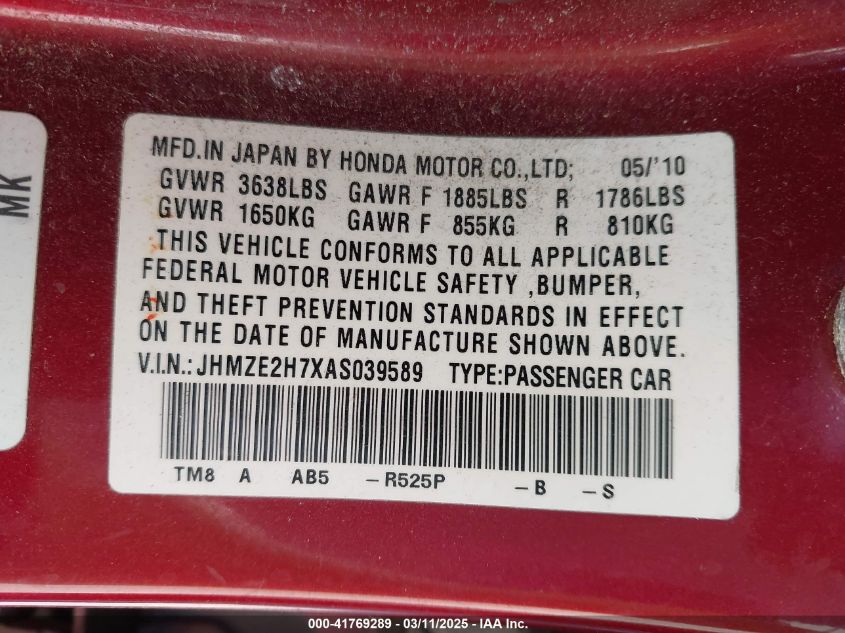 MK
MFD.IN JAPAN BY HONDA MOTOR CO.,LTD; 05/'10
GVWR 3638LBS GAWR F 1885LBS R 1786LBS
GVWR 1650KG GAWR F 855KG R 810KG
THIS VEHICLE CONFORMS TO ALL APPLICABLE
FEDERAL MOTOR VEHICLE SAFETY ,BUMPER,
AND THEFT PREVENTION STANDARDS IN EFFECT
ON THE DATE OF MANUFACTURE SHOWN ABOVE.
V.I.N.: JHMZE2H7XAS039589 TYPE:PASSENGER CAR
TM8 A AB5 -R525P -B -S
000-41769289 - 03/11/2025 - IAA Inc.